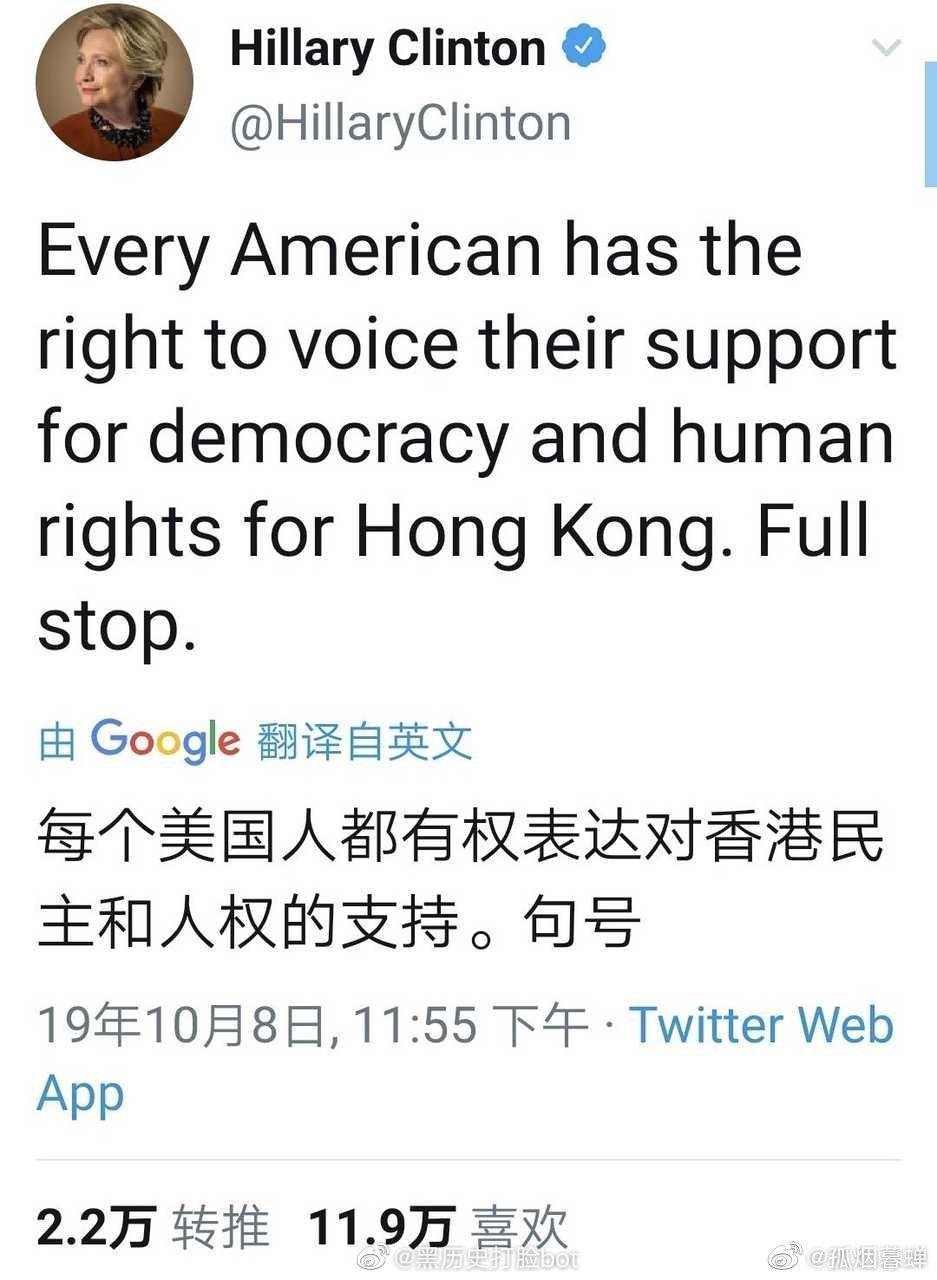 Hillary Clinton
@HillaryClinton
Every American has the
right to voice their support
for democracy and human
rights for Hong Kong. Full
stop.
由 Google 翻译自英文
每个美国人都有权表达对香港民
主和人权的支持。句号
19年10月8日, 11:55 下午 · Twitter Web
App
2.2万 转推 11.9万 喜欢
@黑历史打脸bot
@孤烟暮蝉